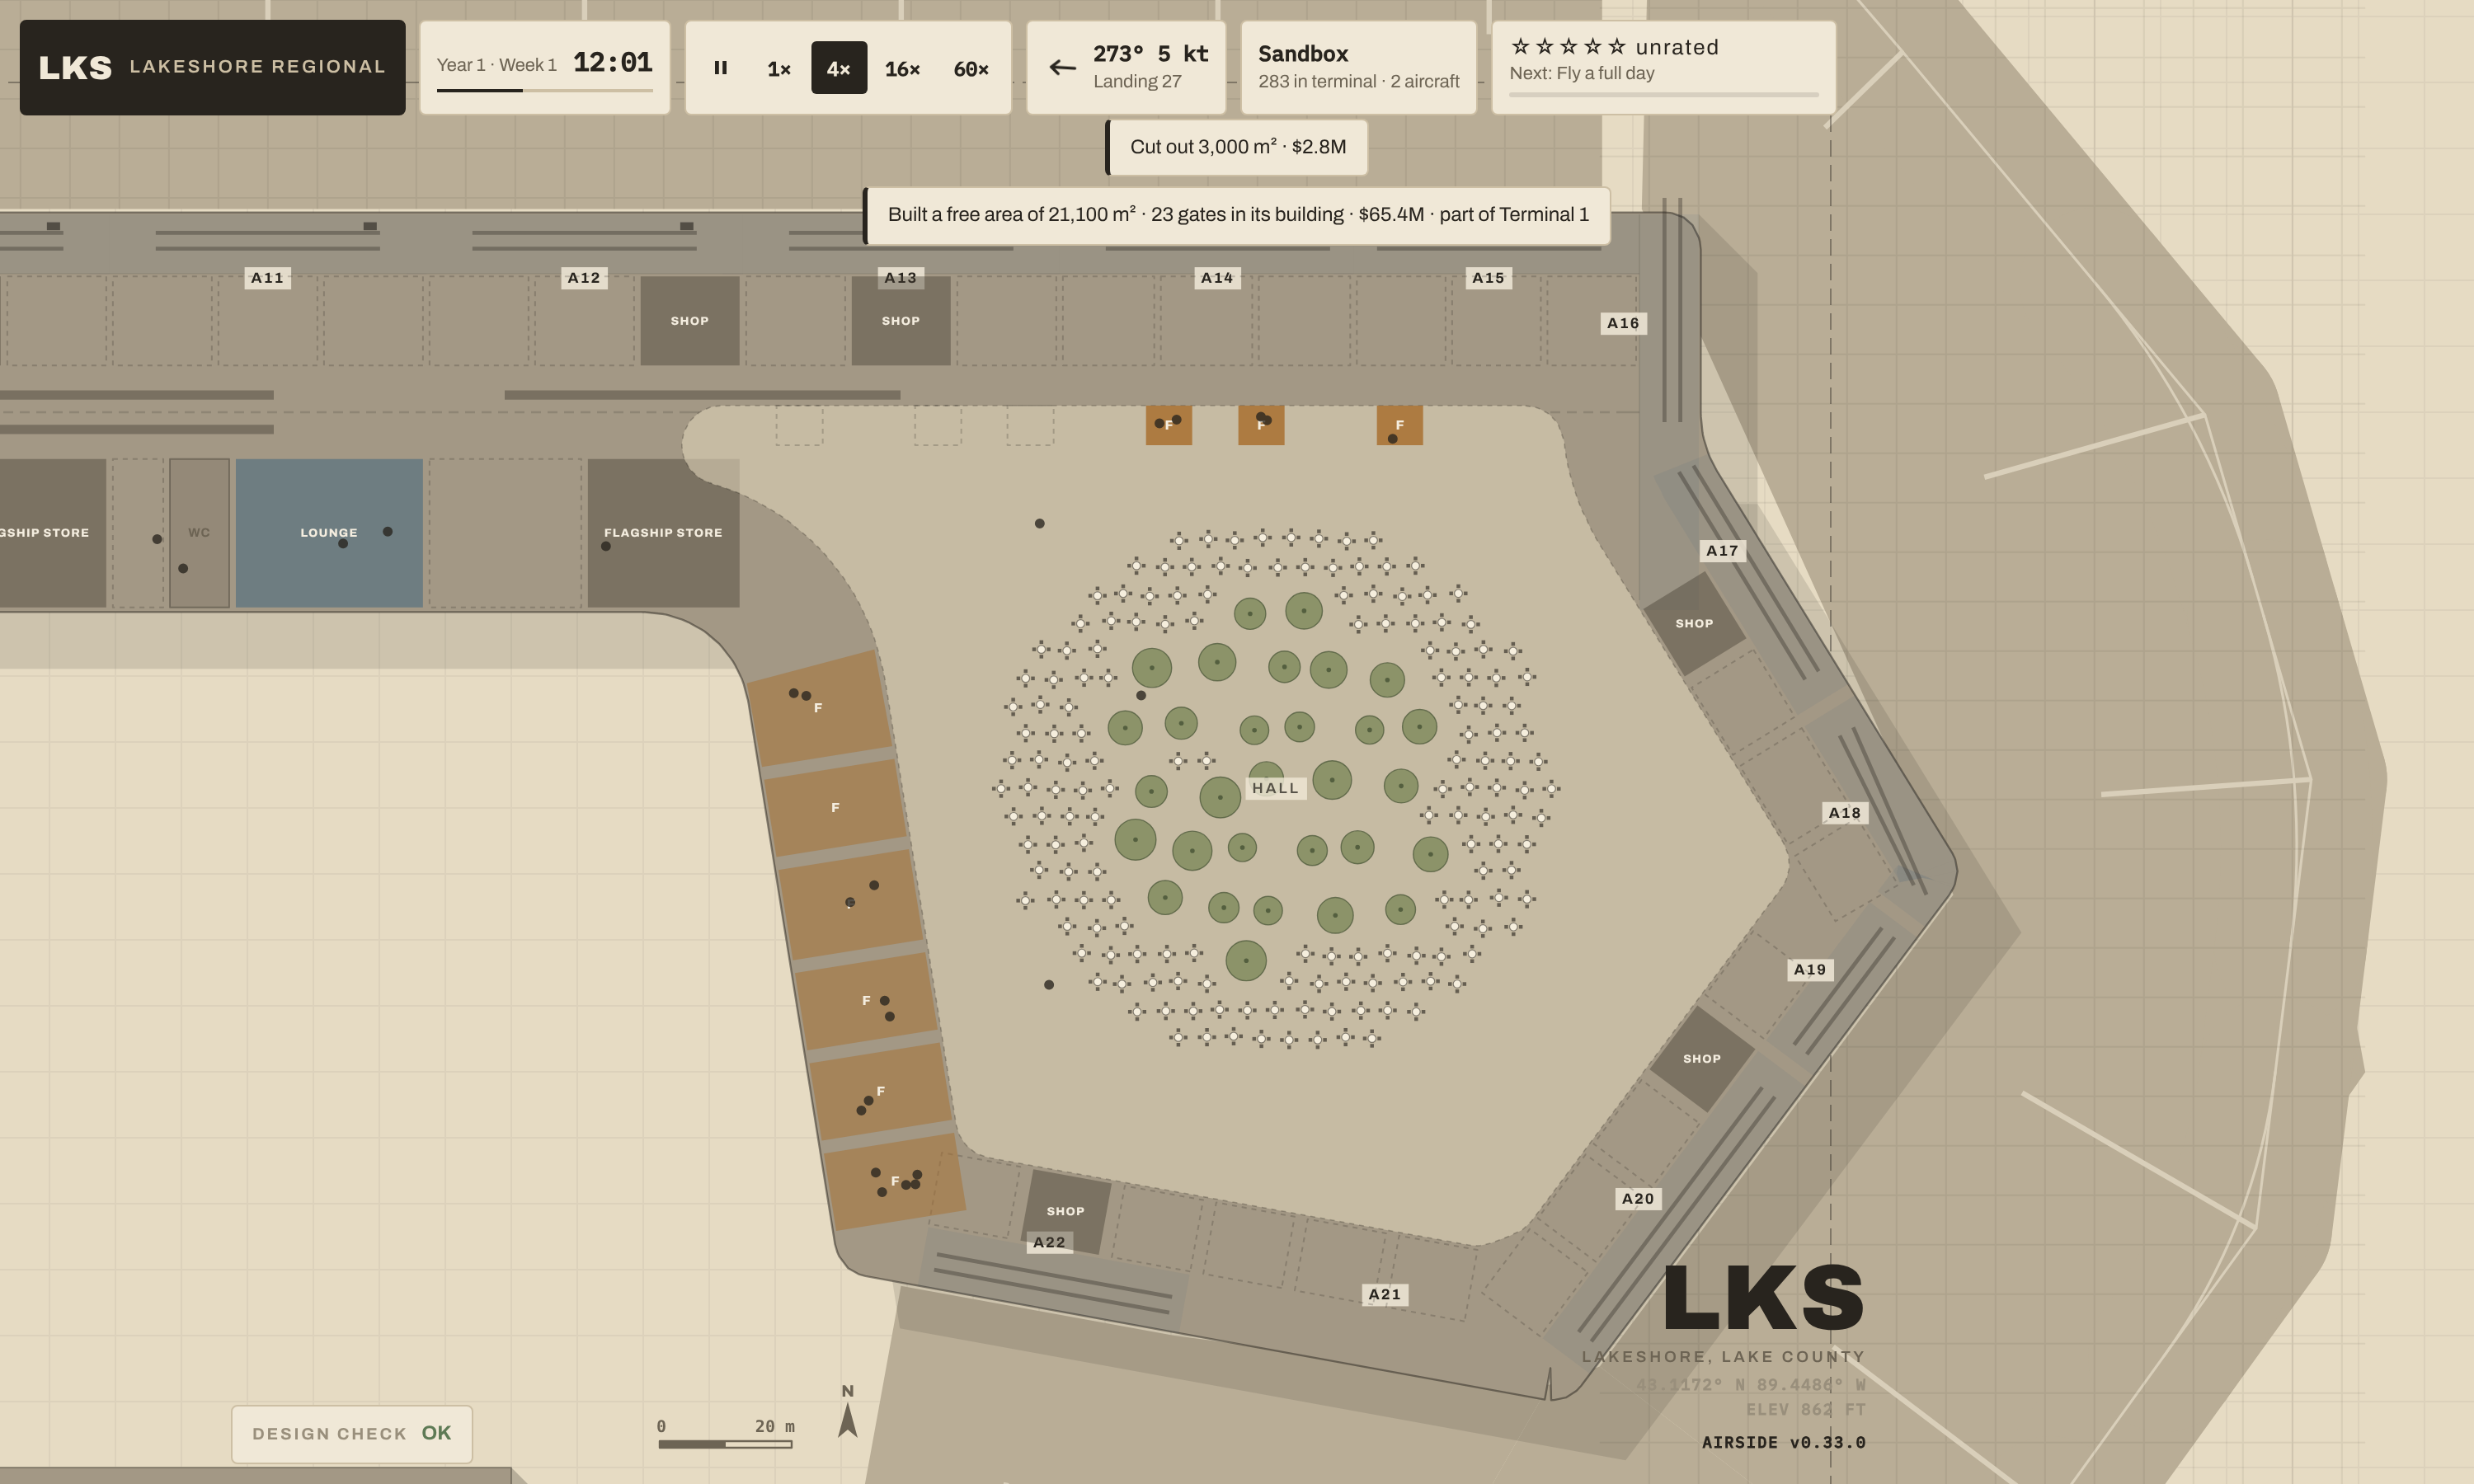 LKS LAKESHORE REGIONAL
Year 1 · Week 1 12:01
1× 4× 16× 60×
273° 5 kt
Landing 27
Sandbox
283 in terminal · 2 aircraft
☆☆☆☆☆ unrated
Next: Fly a full day
Cut out 3,000 m² · $2.8M
Built a free area of 21,100 m² · 23 gates in its building · $65.4M · part of Terminal 1
A11
A12
A13
A14
A15
SHOP
SHOP
A16
F
F
F
GSHIP STORE
WC
LOUNGE
FLAGSHIP STORE
A17
SHOP
F
HALL
F
A18
A19
F
SHOP
F
F
SHOP
A20
A22
A21
LKS
LAKESHORE, LAKE COUNTY
43.1172° N 89.4486° W
ELEV 862 FT
AIRSIDE v0.33.0
N
0 20 m
DESIGN CHECK OK